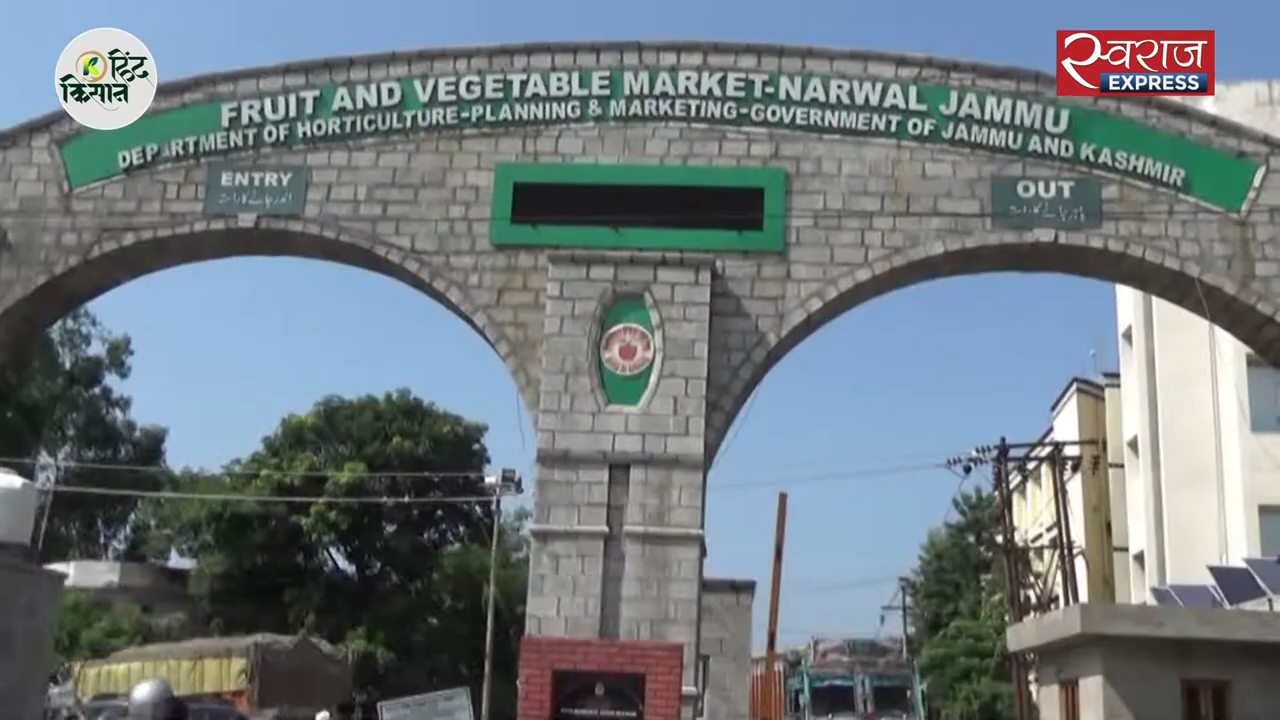 हिंद
किसान
स्वराज
EXPRESS
FRUIT AND VEGETABLE MARKET-NARWAL JAMMU
DEPARTMENT OF HORTICULTURE-PLANNING & MARKETING-GOVERNMENT OF JAMMU AND KASHMIR
ENTRY
OUT